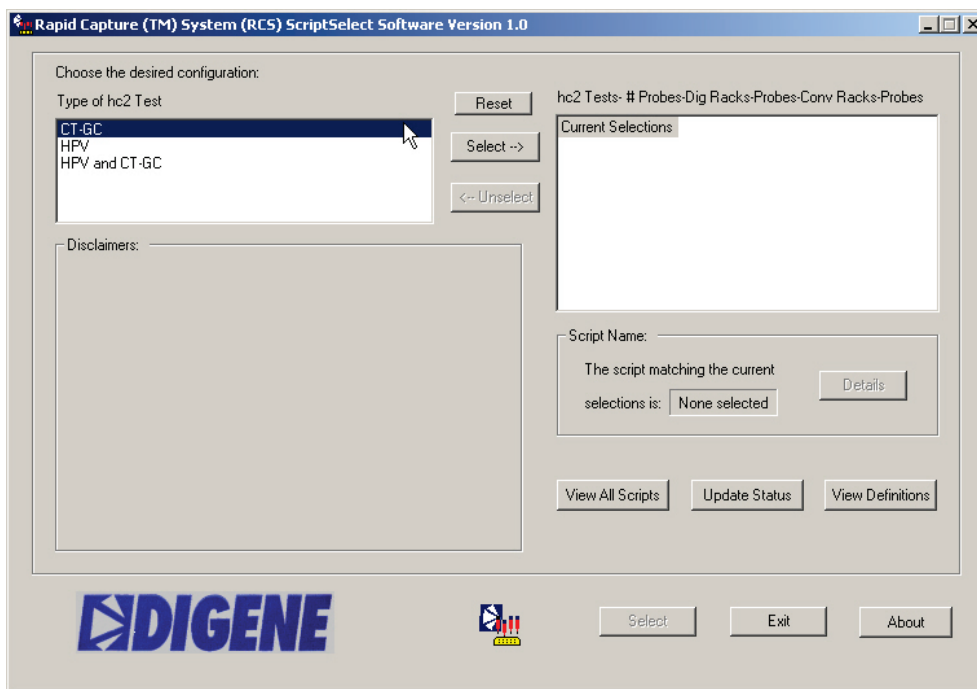 Rapid Capture (TM) System (RCS) ScriptSelect Software Version 1.0
Choose the desired configuration:
Type of hc2 Test
CT-GC
HPV
HPV and CT-GC
Reset
Select -->
<-- Unselect
hc2 Tests- # Probes-Dig Racks-Probes-Conv Racks-Probes
Current Selections
Disclaimers:
Script Name:
The script matching the current
selections is: None selected
Details
View All Scripts
Update Status
View Definitions
DIGENE
Select
Exit
About